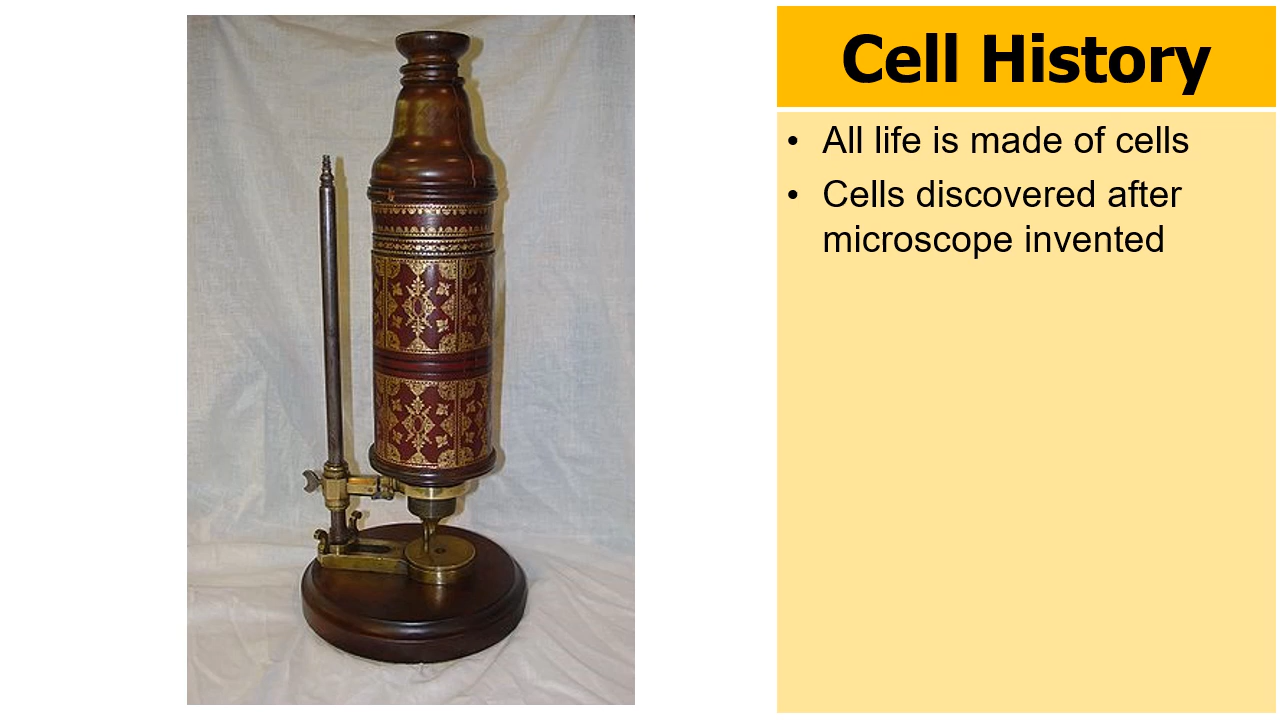 Cell History
• All life is made of cells
• Cells discovered after
microscope invented